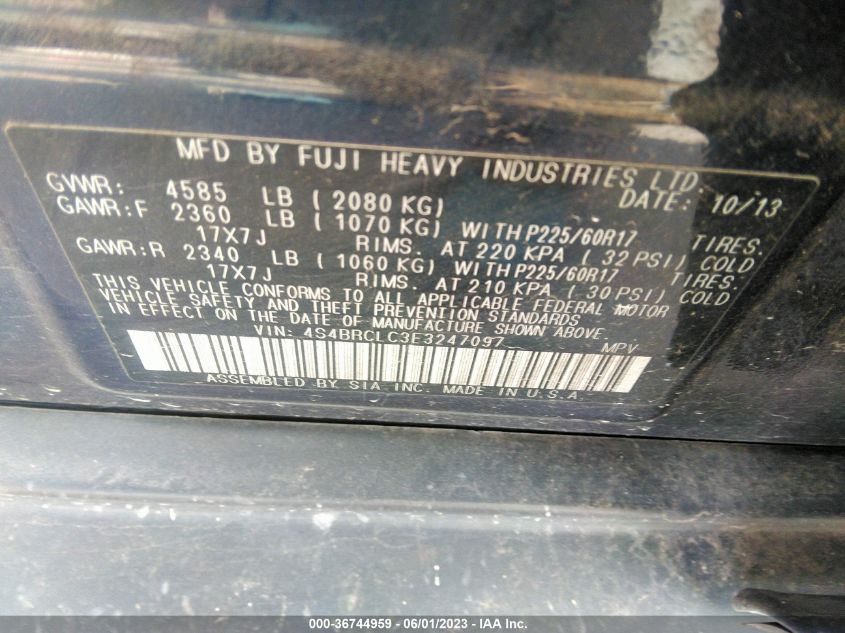 MFD BY FUJI HEAVY INDUSTRIES LTD.
GVWR: 4585 LB ( 2080 KG) DATE: 10/13
GAWR:F 2360 LB ( 1070 KG) WITH P225/60R17 TIRES.
17X7J RIMS. AT 220 KPA ( 32 PSI) COLD
GAWR:R 2340 LB ( 1060 KG) WITH P225/60R17 TIRES.
17X7J RIMS. AT 210 KPA ( 30 PSI) COLD
THIS VEHICLE CONFORMS TO ALL APPLICABLE FEDERAL MOTOR
VEHICLE SAFETY AND THEFT PREVENTION STANDARDS
IN EFFECT ON THE DATE OF MANUFACTURE SHOWN ABOVE.
VIN: 4S4BRCLC3E3247097 MPV
ASSEMBLED BY SIA INC. MADE IN U.S.A.
000-36744959 - 06/01/2023 - IAA Inc.